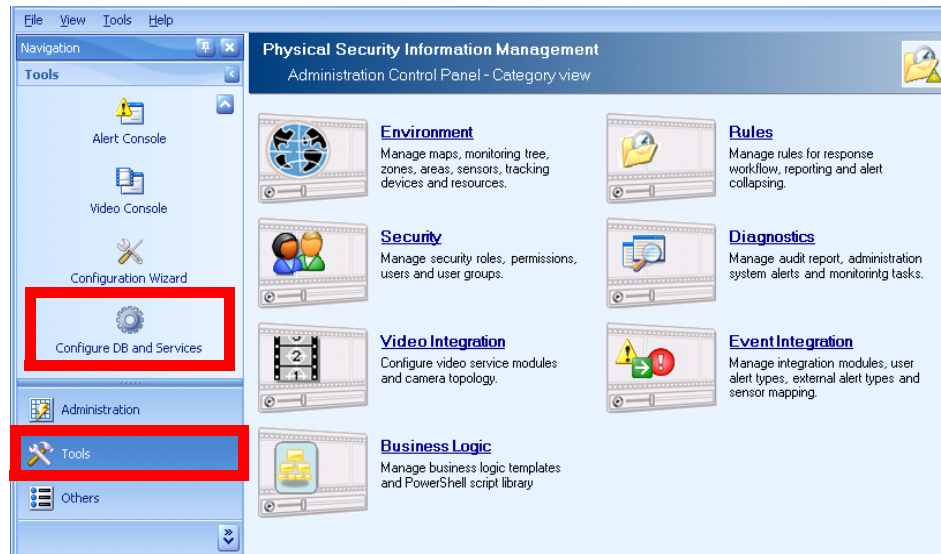 File View Tools Help
Navigation
Tools
Alert Console
Video Console
Configuration Wizard
Configure DB and Services
Administration
Tools
Others
Physical Security Information Management
Administration Control Panel - Category view
Environment
Manage maps, monitoring tree,
zones, areas, sensors, tracking
devices and resources.
Rules
Manage rules for response
workflow, reporting and alert
collapsing.
Security
Manage security roles, permissions,
users and user groups.
Diagnostics
Manage audit report, administration
system alerts and monitorintg tasks.
Video Integration
Configure video service modules
and camera topology.
3
2
1
Event Integration
Manage integration modules, user
alert types, external alert types and
sensor mapping.
Business Logic
Manage business logic templates
and PowerShell script library